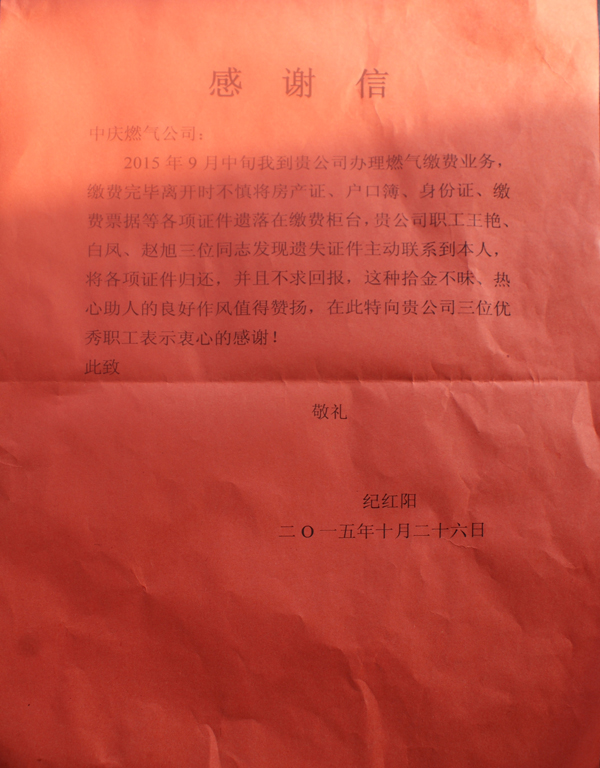 感谢信
中庆燃气公司：
2015年9月中旬我到贵公司办理燃气缴费业务，
缴费完毕离开时不慎将房产证、户口簿、身份证、缴
费票据等各项证件遗落在缴费柜台，贵公司职工王艳、
白凤、赵旭三位同志发现遗失证件主动联系到本人，
将各项证件归还，并且不求回报，这种拾金不昧、热
心助人的良好作风值得赞扬，在此特向贵公司三位优
秀职工表示衷心的感谢！
此致
敬礼
纪红阳
二O一五年十月二十六日